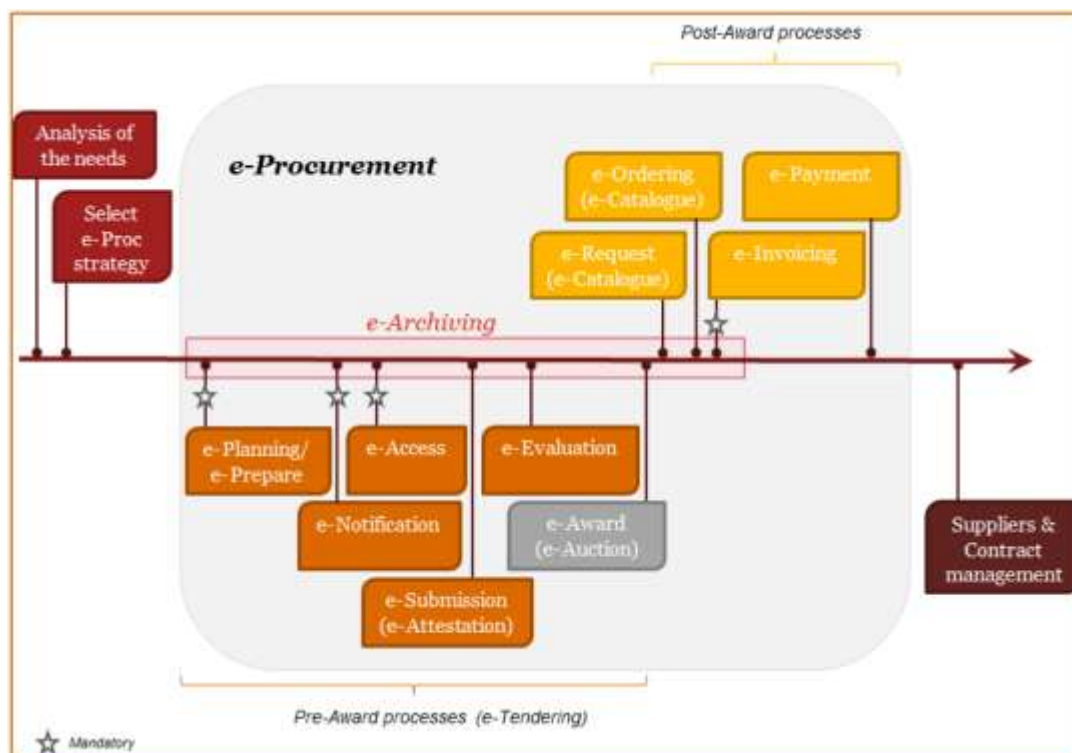 Post-Award processes
Analysis of
the needs
e-Procurement
e-Ordering
(e-Catalogue)
e-Payment
Select
e-Proc
strategy
e-Request
(e-Catalogue)
e-Invoicing
e-Archiving
e-Planning/
e-Prepare
e-Access
e-Evaluation
e-Notification
e-Award
(e-Auction)
Suppliers &
Contract
management
e-Submission
(e-Attestation)
Pre-Award processes (e-Tendering)
Mandatory